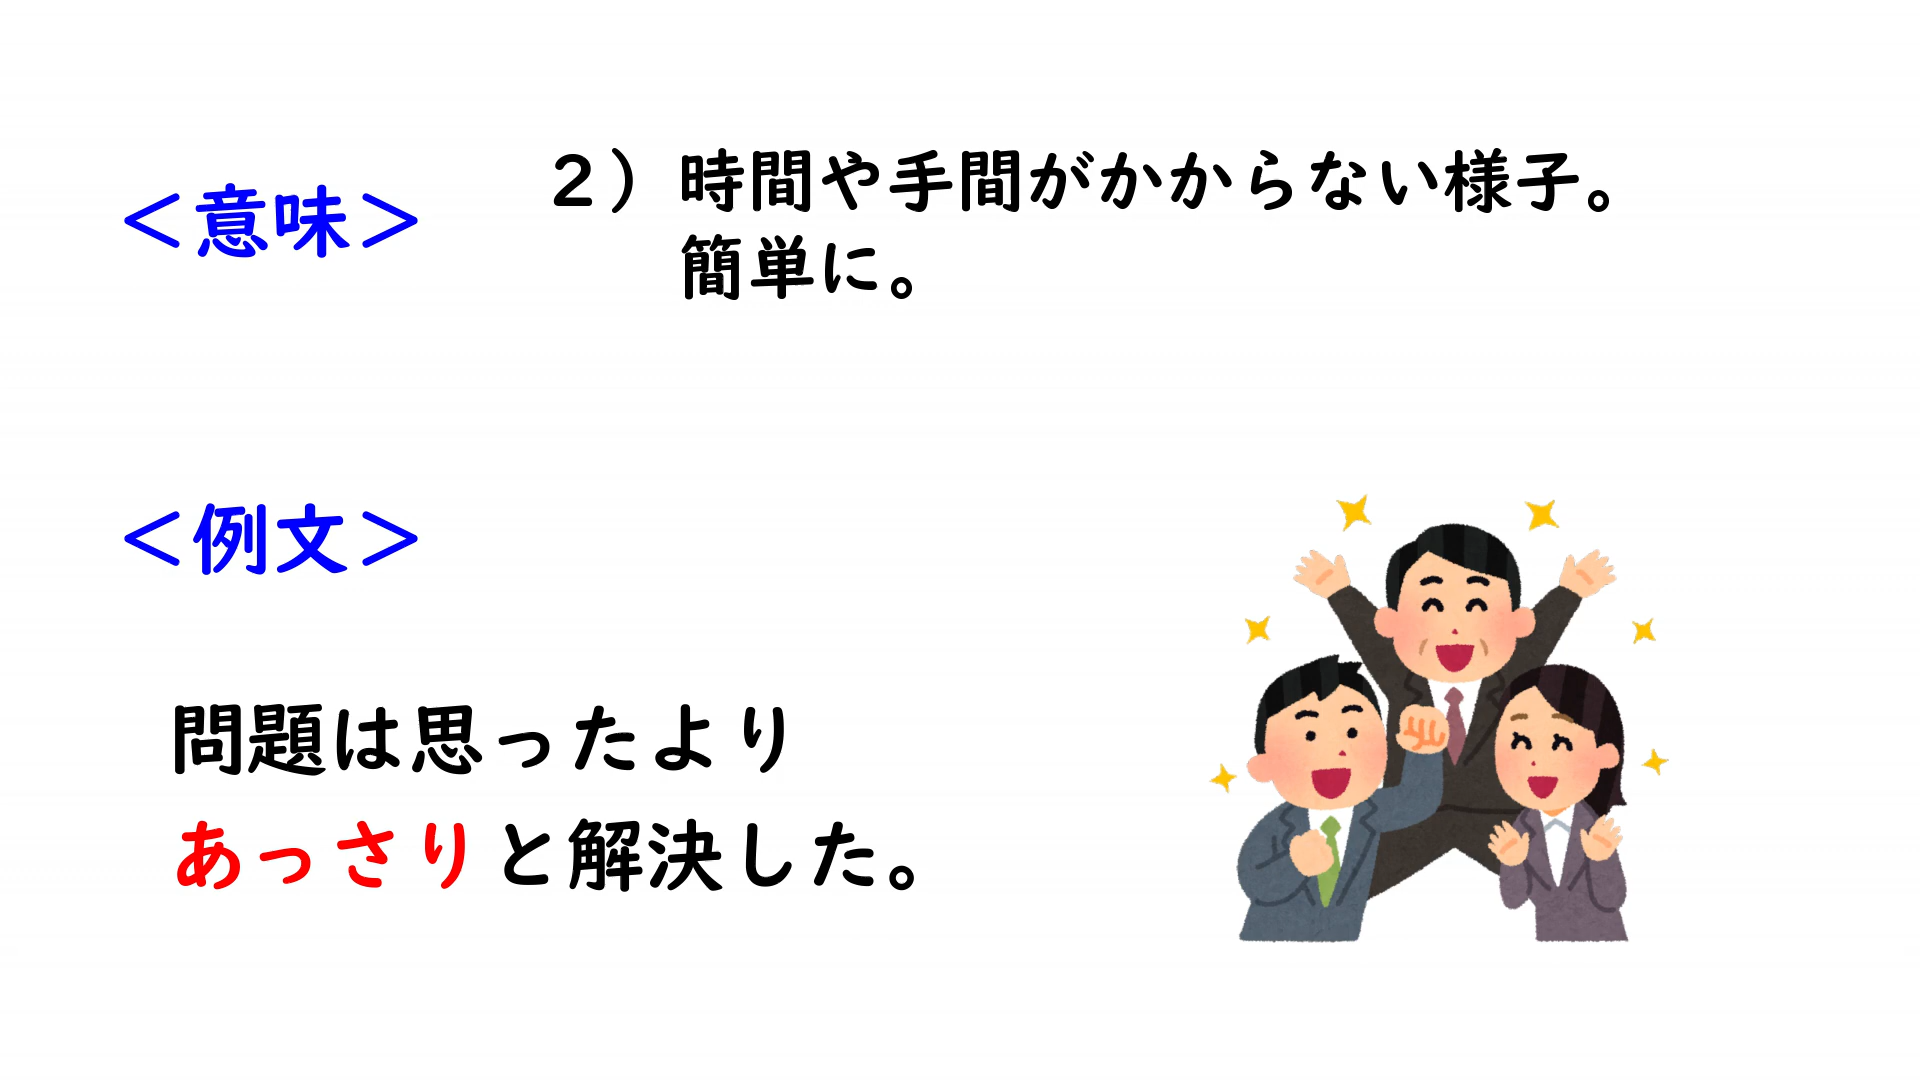 ＜意味＞
２）時間や手間がかからない様子。
簡単に。
＜例文＞
問題は思ったより
あっさりと解決した。